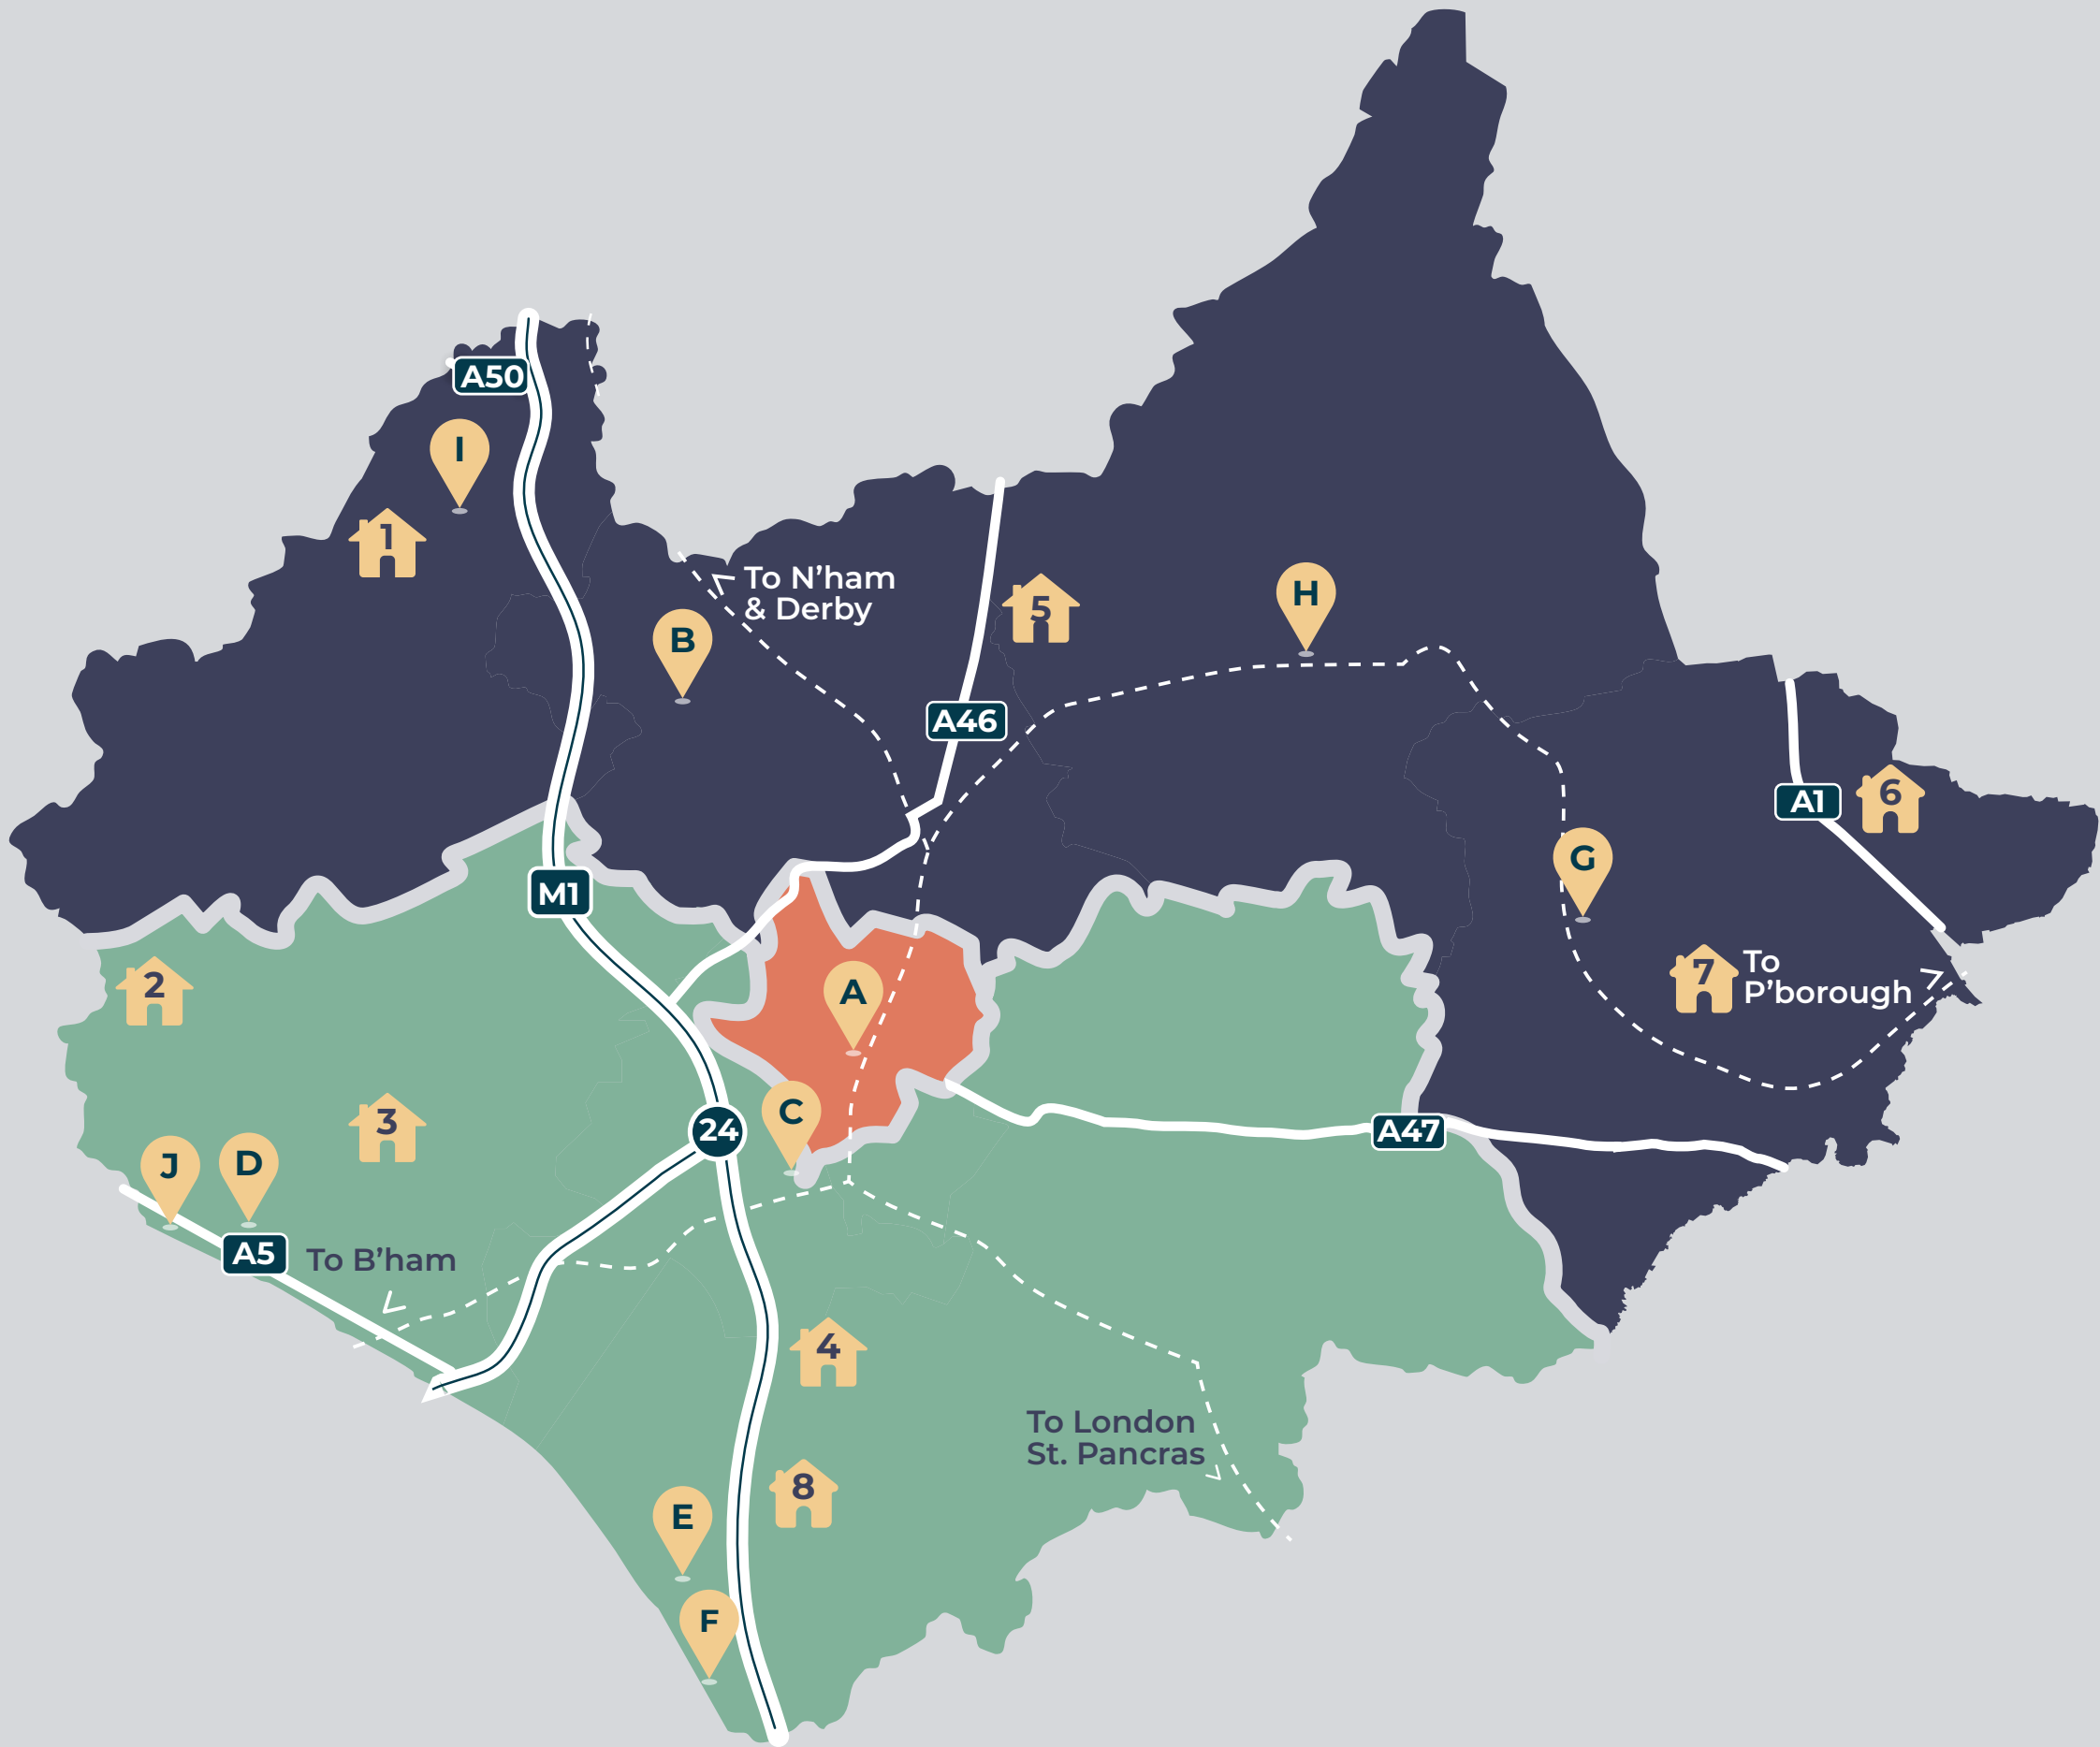 A50
I
1
To N’ham
& Derby
B
5
H
A46
A1
6
G
M1
2
A
7
To
P’borough
3
C
24
A47
J
D
A5
To B’ham
4
To London
St. Pancras
8
E
F